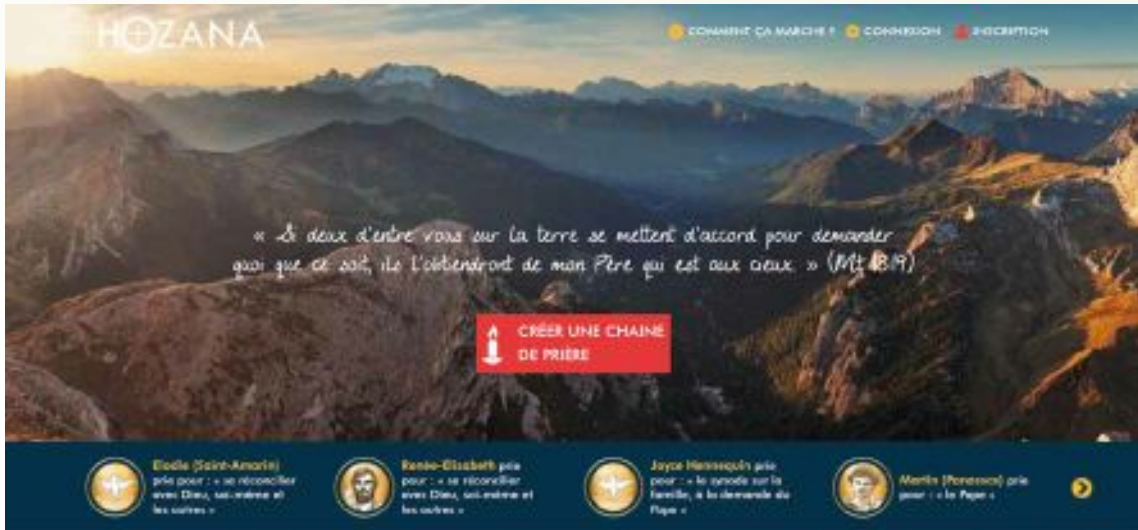 HOZANA
COMMENT ÇA MARCHE ? CONNEXION INSCRIPTION
« Si deux d'entre vous sur la terre se mettent d'accord pour demander
quoi que ce soit, ils l'obtiendront de mon Père qui est aux cieux. » (Mt 18.19)
CRÉER UNE CHAINE
DE PRIÈRE
Elodie (Saint-Amarin)
prie pour : « se réconcilier
avec Dieu, soi-même et
les autres »
Renée-Elisabeth prie
pour : « se réconcilier
avec Dieu, soi-même et
les autres »
Joyce Hennequin prie
pour : « le synode sur la
famille, à la demande du
Pape »
Martin prie
pour : « le Pape »